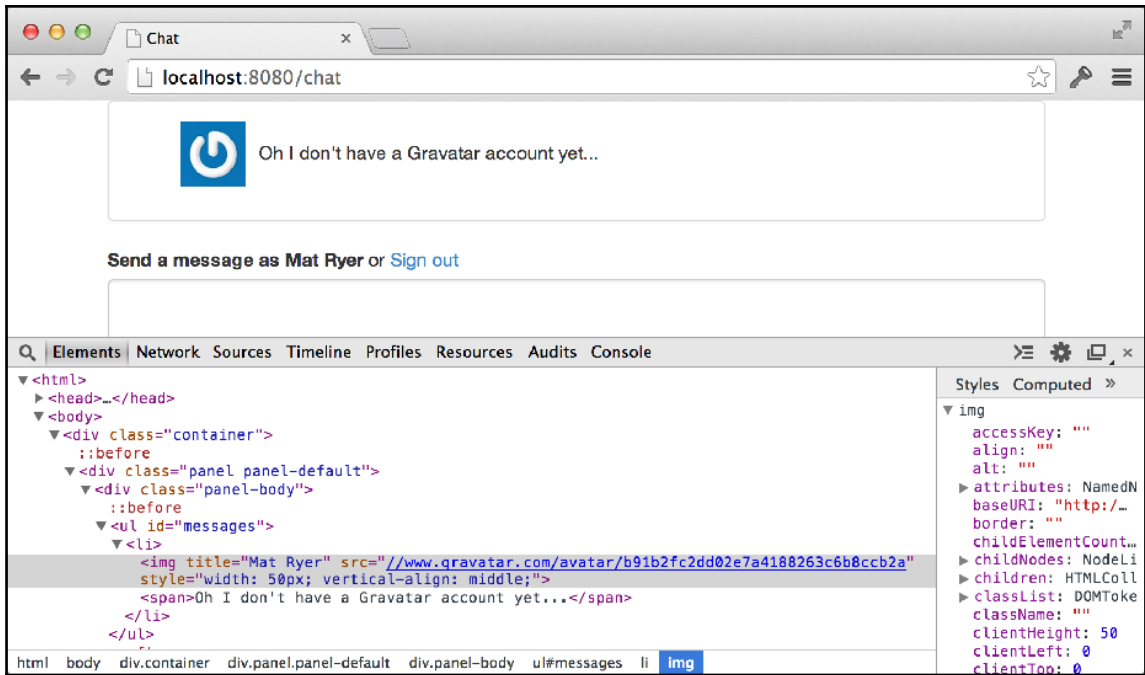 Chat ×
localhost:8080/chat
Oh I don't have a Gravatar account yet...
Send a message as Mat Ryer or Sign out
Elements Network Sources Timeline Profiles Resources Audits Console
▼<html>
▶<head>…</head>
▼<body>
▼<div class="container">
::before
▼<div class="panel panel-default">
▼<div class="panel-body">
::before
▼<ul id="messages">
▼<li>
<img title="Mat Ryer" src="//www.gravatar.com/avatar/b91b2fc2dd02e7a4188263c6b8ccb2a"
style="width: 50px; vertical-align: middle;">
<span>Oh I don't have a Gravatar account yet...</span>
</li>
</ul>
html body div.container div.panel.panel-default div.panel-body ul#messages li img
Styles Computed »
▼ img
accessKey: ""
align: ""
alt: ""
▶ attributes: NamedN
baseURI: "http:/…
border: ""
childElementCount…
▶ childNodes: NodeLi
▶ children: HTMLColl
▶ classList: DOMToke
className: ""
clientHeight: 50
clientLeft: 0
clientTop: 0